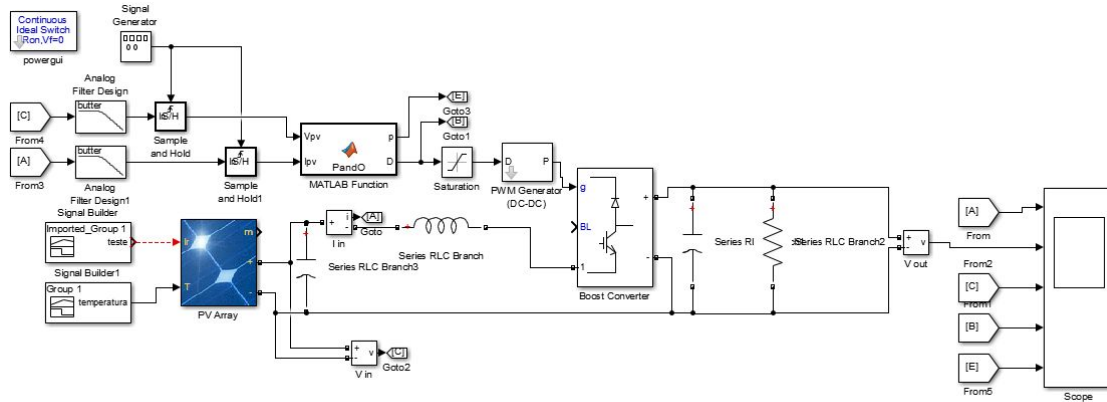 Continuous
Ideal Switch
Ron,Vf=0
powergui
Signal
Generator
Analog
Filter Design
[C]
From4
butter
S/H
Sample
and Hold
[A]
From3
butter
Analog
Filter Design1
S/H
Sample
and Hold1
Vpv
Ipv
p
D
PandO
MATLAB Function
[E]
Goto3
[B]
Goto1
Saturation
D
P
PWM Generator
(DC-DC)
Signal Builder
Imported_Group 1
teste
Signal Builder1
Group 1
temperatura
Ir
T
m
+
-
PV Array
+
-
i
I in
[A]
Goto
Series RLC Branch3
Series RLC Branch
g
BL
1
+
-
Boost Converter
Series Rl
Series RLC Branch2
+
-
v
V out
+
-
v
V in
[C]
Goto2
[A]
From
From2
[C]
From1
[B]
[E]
From5
Scope